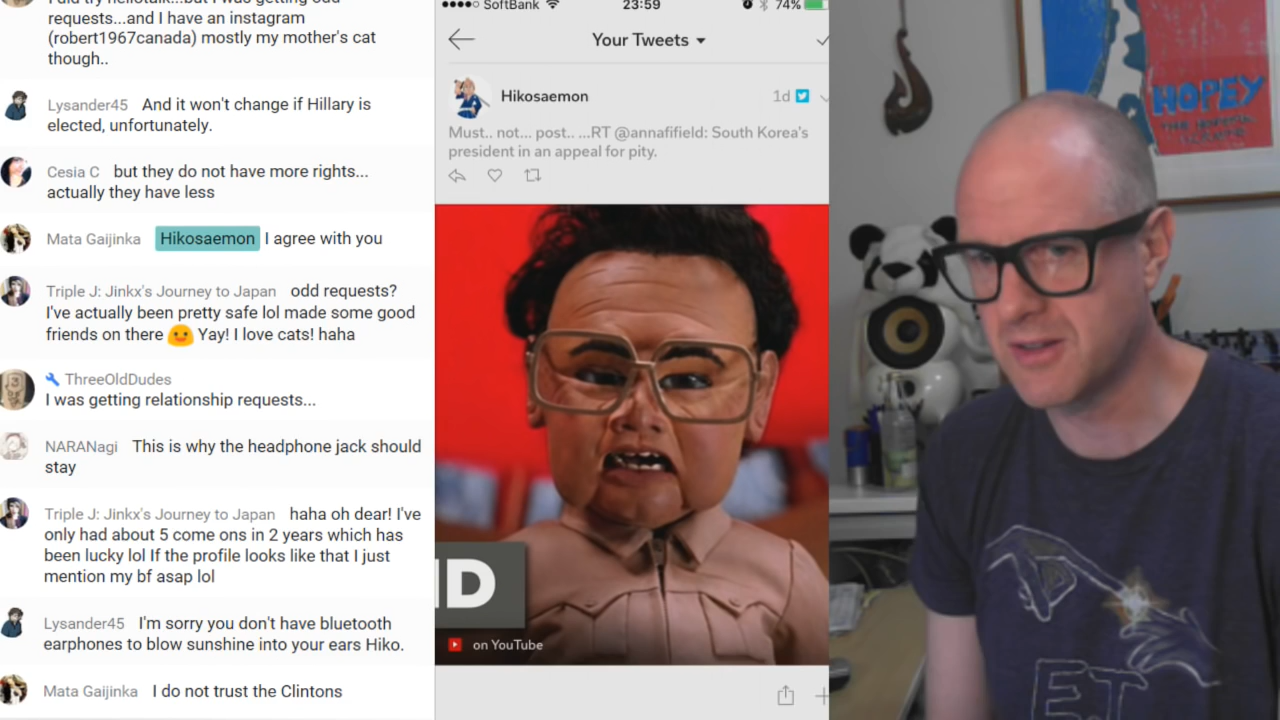 requests...and I have an instagram
(robert1967canada) mostly my mother's cat
though..
Lysander45 And it won't change if Hillary is
elected, unfortunately.
Cesia C but they do not have more rights...
actually they have less
Mata Gaijinka Hikosaemon I agree with you
Triple J: Jinkx's Journey to Japan odd requests?
I've actually been pretty safe lol made some good
friends on there Yay! I love cats! haha
ThreeOldDudes
I was getting relationship requests...
NARANagi This is why the headphone jack should
stay
Triple J: Jinkx's Journey to Japan haha oh dear! I've
only had about 5 come ons in 2 years which has
been lucky lol If the profile looks like that I just
mention my bf asap lol
Lysander45 I'm sorry you don't have bluetooth
earphones to blow sunshine into your ears Hiko.
Mata Gaijinka I do not trust the Clintons
SoftBank 23:59 74%
Your Tweets
Hikosaemon 1d
Must.. not... post.. ...RT @annafifield: South Korea's
president in an appeal for pity.
ID
on YouTube
HOPEY
E.T